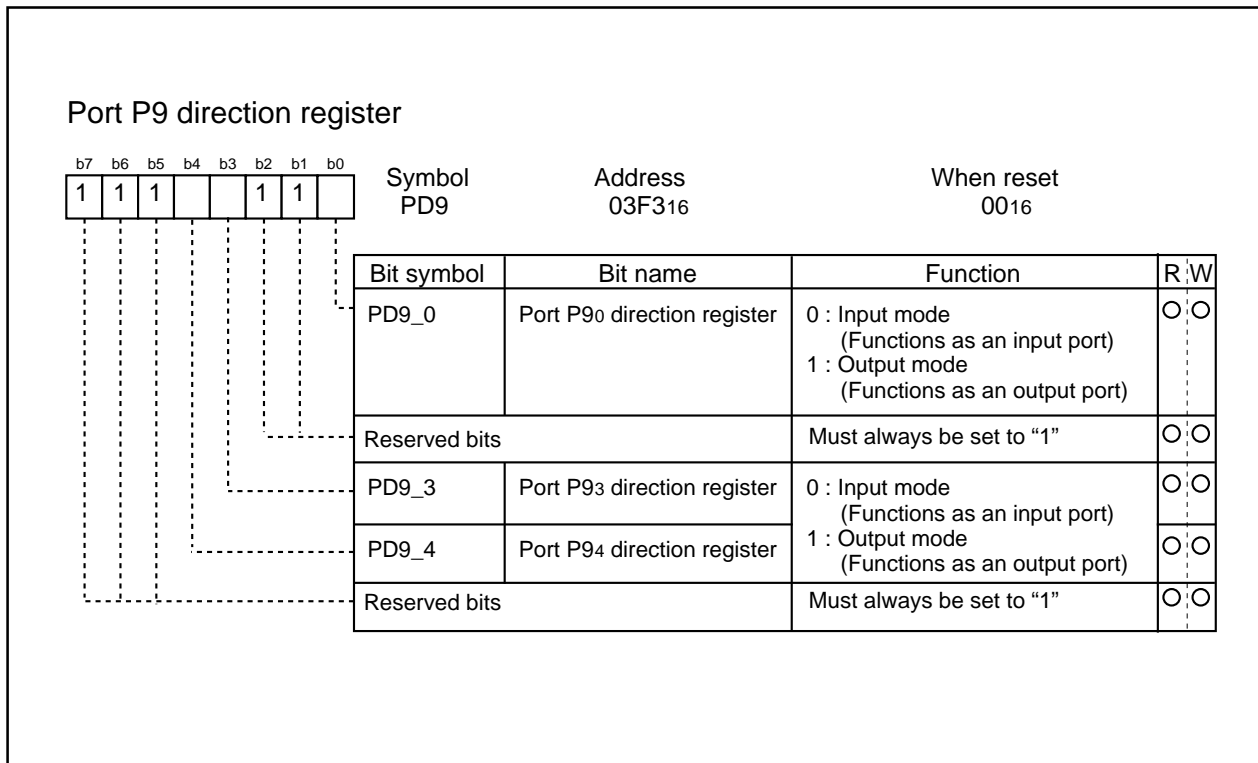 Port P9 direction register
b7 b6 b5 b4 b3 b2 b1 b0
1 1 1 1 1
Symbol Address When reset
PD9 03F316 0016
Bit symbol Bit name Function R W
PD9_0 Port P90 direction register 0 : Input mode
(Functions as an input port)
1 : Output mode
(Functions as an output port)
Reserved bits Must always be set to “1”
PD9_3 Port P93 direction register 0 : Input mode
(Functions as an input port)
PD9_4 Port P94 direction register 1 : Output mode
(Functions as an output port)
Reserved bits Must always be set to “1”